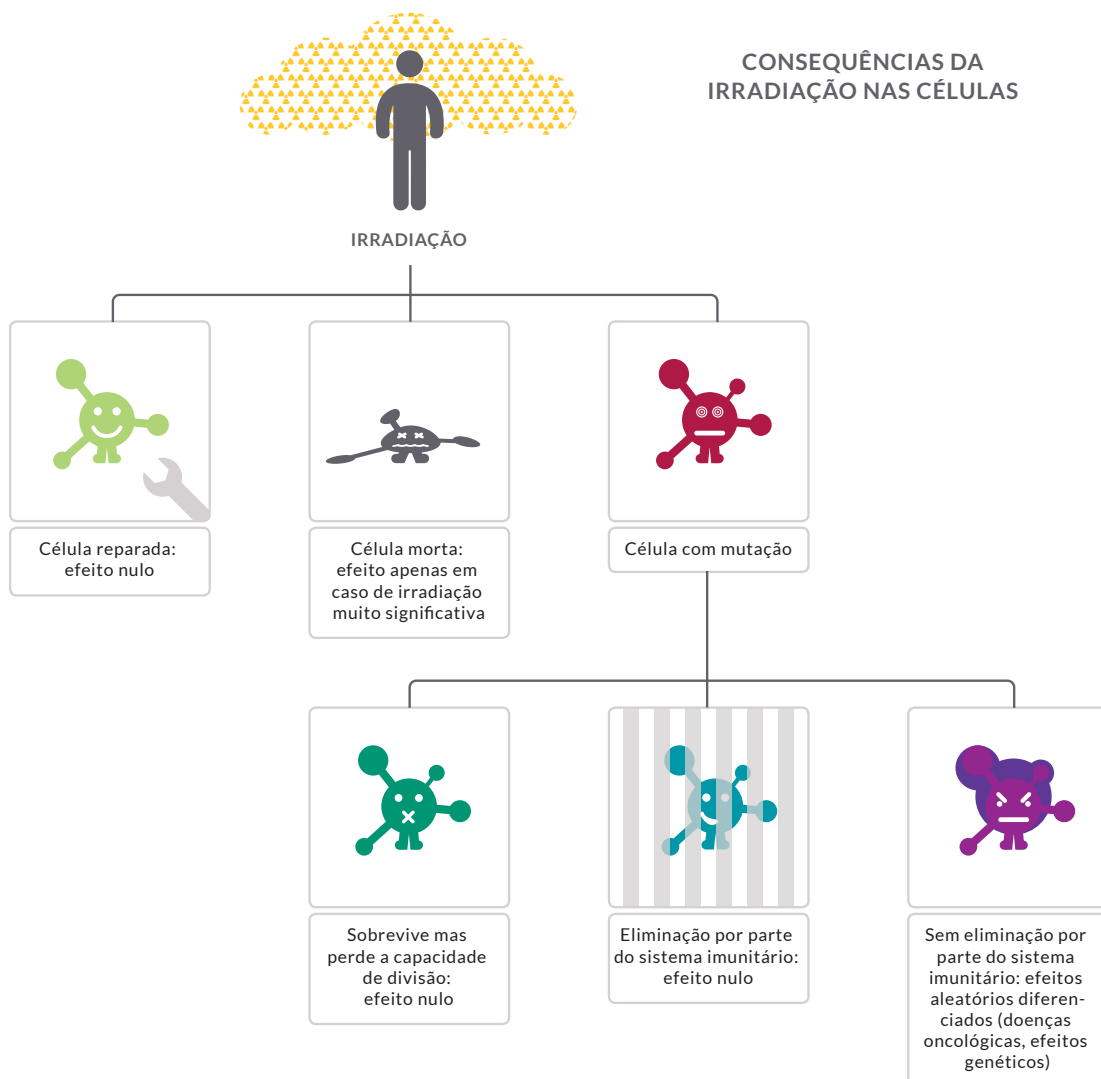 CONSEQUÊNCIAS DA
IRRADIAÇÃO NAS CÉLULAS
IRRADIAÇÃO
Célula reparada:
efeito nulo
Célula morta:
efeito apenas em
caso de irradiação
muito significativa
Célula com mutação
Sobrevive mas
perde a capacidade
de divisão:
efeito nulo
Eliminação por parte
do sistema imunitário:
efeito nulo
Sem eliminação por
parte do sistema
imunitário: efeitos
aleatórios diferen-
ciados (doenças
oncológicas, efeitos
genéticos)